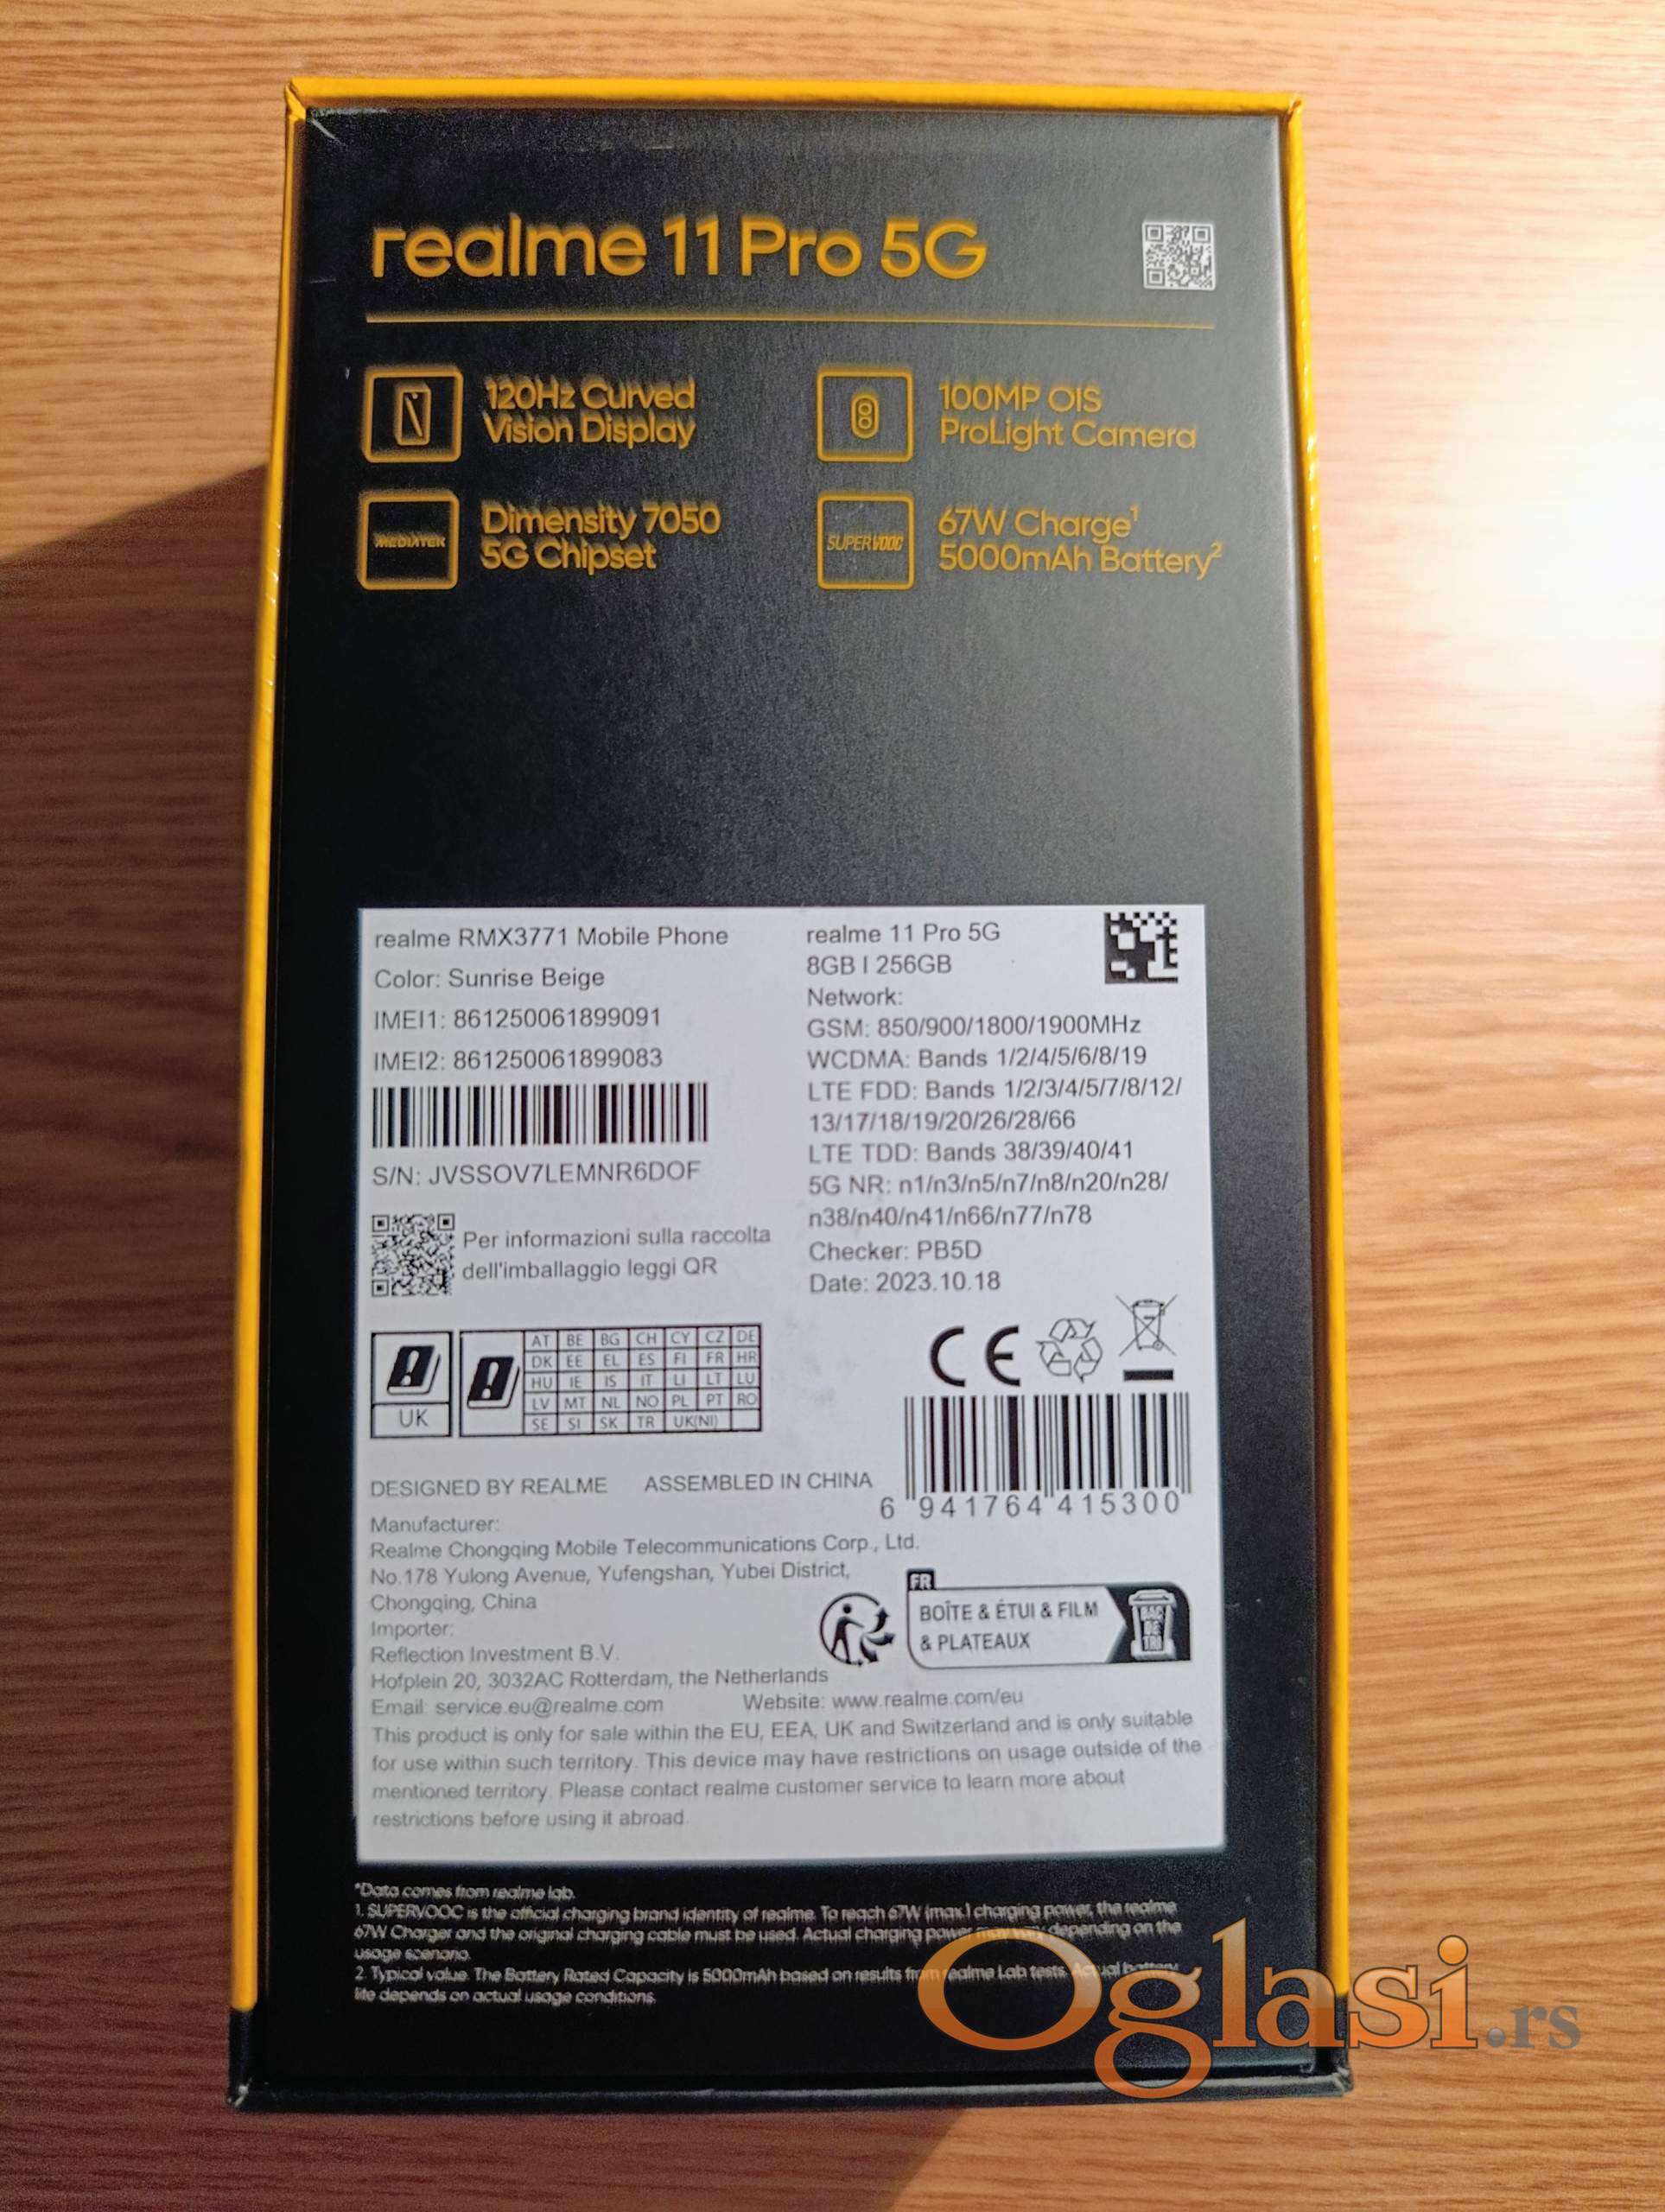 realme 11 Pro 5G
120Hz Curved
Vision Display
100MP OIS
ProLight Camera
MEDIATEK
Dimensity 7050
5G Chipset
SUPERVOOC
67W Charge¹
5000mAh Battery²
realme RMX3771 Mobile Phone
Color: Sunrise Beige
IMEI1: 861250061899091
IMEI2: 861250061899083
S/N: JVSSOV7LEMNR6DOF
Per informazioni sulla raccolta
dell'imballaggio leggi QR
realme 11 Pro 5G
8GB I 256GB
Network:
GSM: 850/900/1800/1900MHz
WCDMA: Bands 1/2/4/5/6/8/19
LTE FDD: Bands 1/2/3/4/5/7/8/12/
13/17/18/19/20/26/28/66
LTE TDD: Bands 38/39/40/41
5G NR: n1/n3/n5/n7/n8/n20/n28/
n38/n40/n41/n66/n77/n78
Checker: PB5D
Date: 2023.10.18
UK
AT BE BG CH CY CZ DE
DK EE EL ES FI FR HR
HU IE IS IT LI LT LU
LV MT NL NO PL PT RO
SE SI SK TR UK(NI)
CE
6 941764 415300
DESIGNED BY REALME ASSEMBLED IN CHINA
Manufacturer:
Realme Chongqing Mobile Telecommunications Corp., Ltd.
No.178 Yulong Avenue, Yufengshan, Yubei District,
Chongqing, China
Importer:
Reflection Investment B.V.
Hofplein 20, 3032AC Rotterdam, the Netherlands
Email: service.eu@realme.com Website: www.realme.com/eu
FR
BOÎTE & ÉTUI & FILM
& PLATEAUX
BAC
DE
TRI
This product is only for sale within the EU, EEA, UK and Switzerland and is only suitable
for use within such territory. This device may have restrictions on usage outside of the
mentioned territory. Please contact realme customer service to learn more about
restrictions before using it abroad.
*Data comes from realme lab.
1. SUPERVOOC is the official charging brand identity of realme. To reach 67W (max.) charging power, the realme
67W Charger and the original charging cable must be used. Actual charging power may vary depending on the
usage scenario.
2. Typical value. The Battery Rated Capacity is 5000mAh based on results from realme Lab tests. Actual battery
life depends on actual usage conditions.
Oglasi.rs